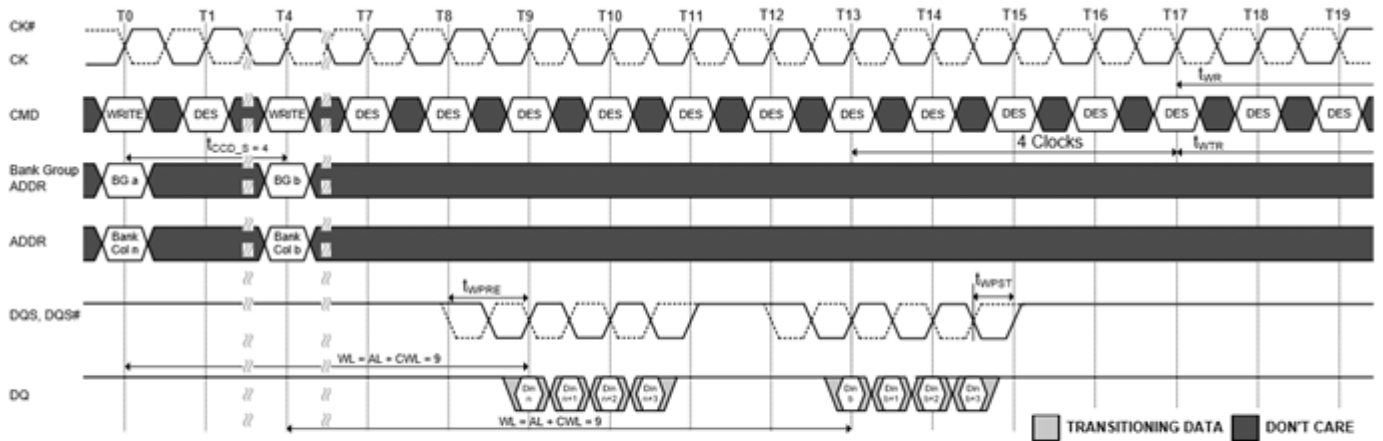 T0 T1 T4 T7 T8 T9 T10 T11 T12 T13 T14 T15 T16 T17 T18 T19
CK#
CK
tWR
CMD WRITE DES WRITE DES DES DES DES DES DES DES DES DES DES DES DES DES
tCCD_S = 4 4 Clocks tWTR
Bank Group
ADDR
BG a BG b
ADDR
Bank Bank
Col n Col b
tWPRE tWPST
DQS, DQS#
WL = AL + CWL = 9
DQ
Din Din Din Din Din Din Din Din
n n+1 n+2 n+3 b b+1 b+2 b+3
WL = AL + CWL = 9
TRANSITIONING DATA DON'T CARE